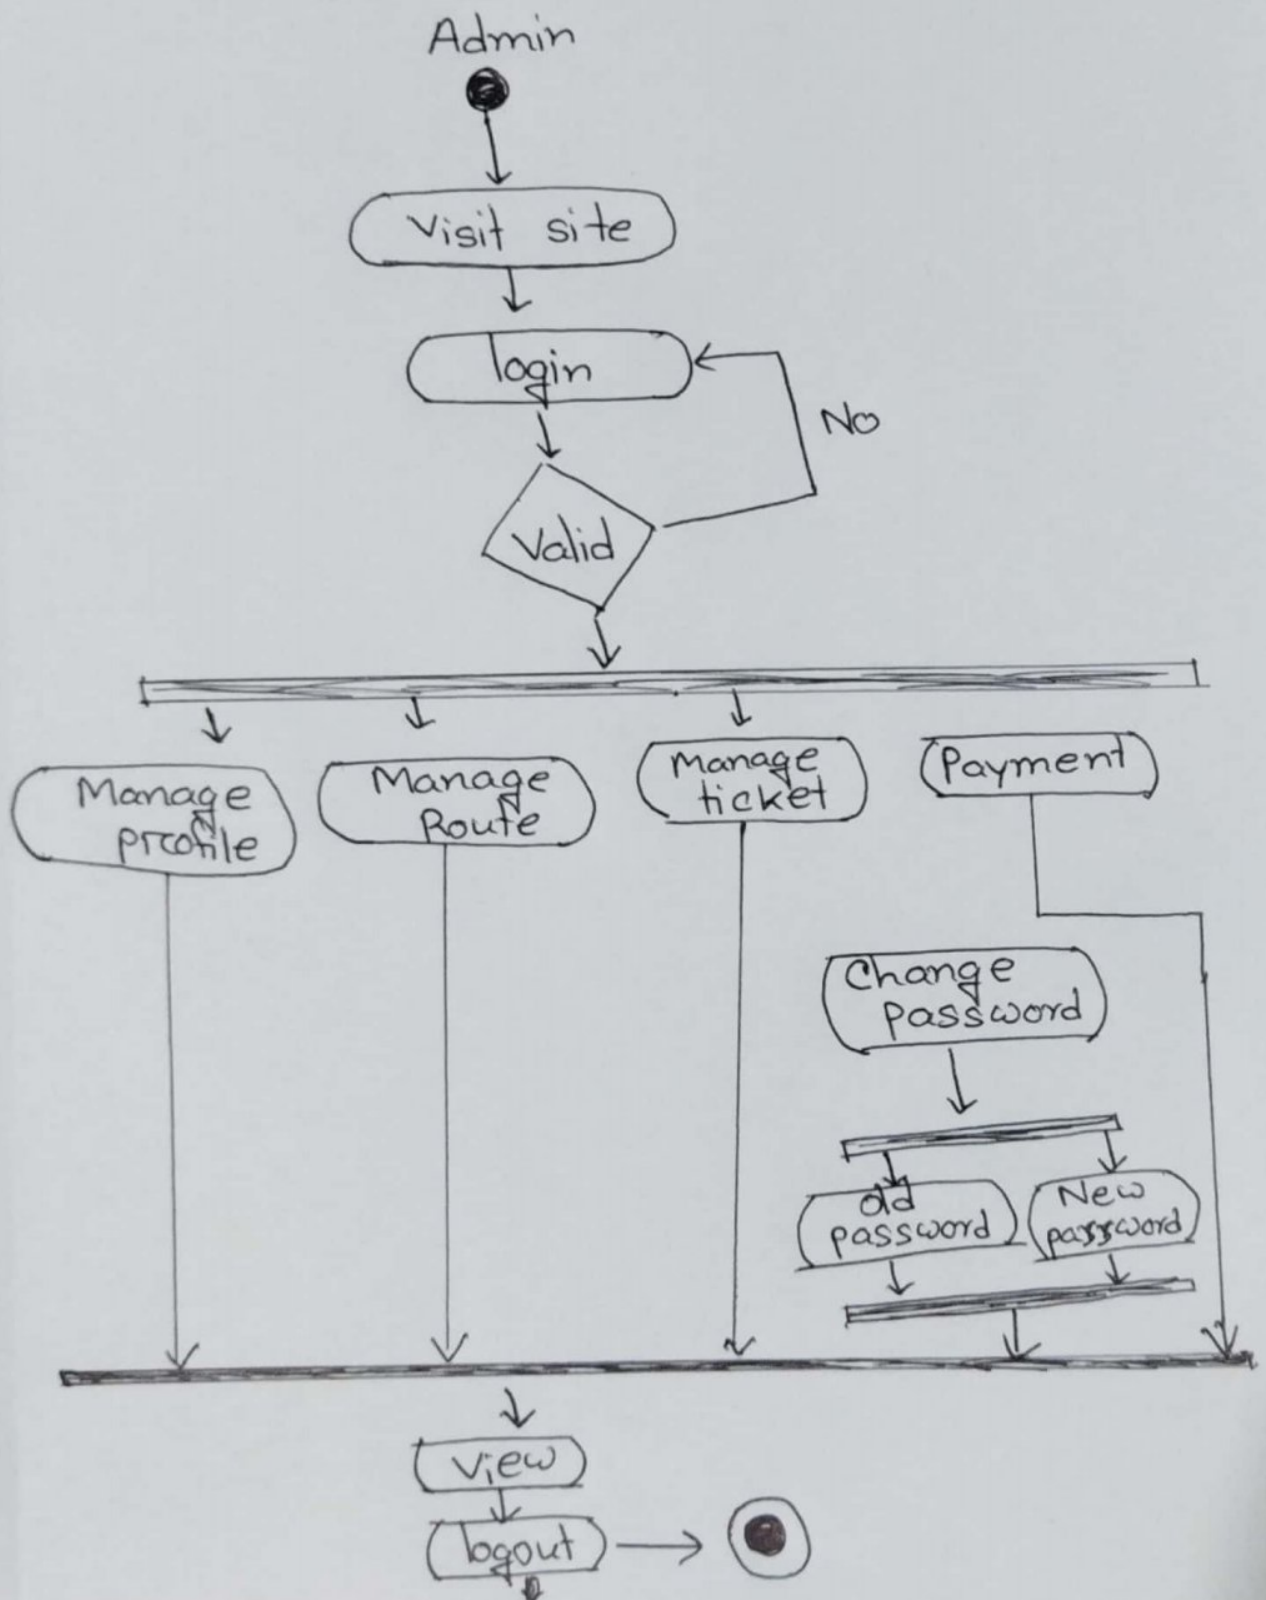 Admin
Visit site
login
No
Valid
Manage
profile
Manage
Route
Manage
ticket
Payment
Change
password
old
password
New
password
view
logout